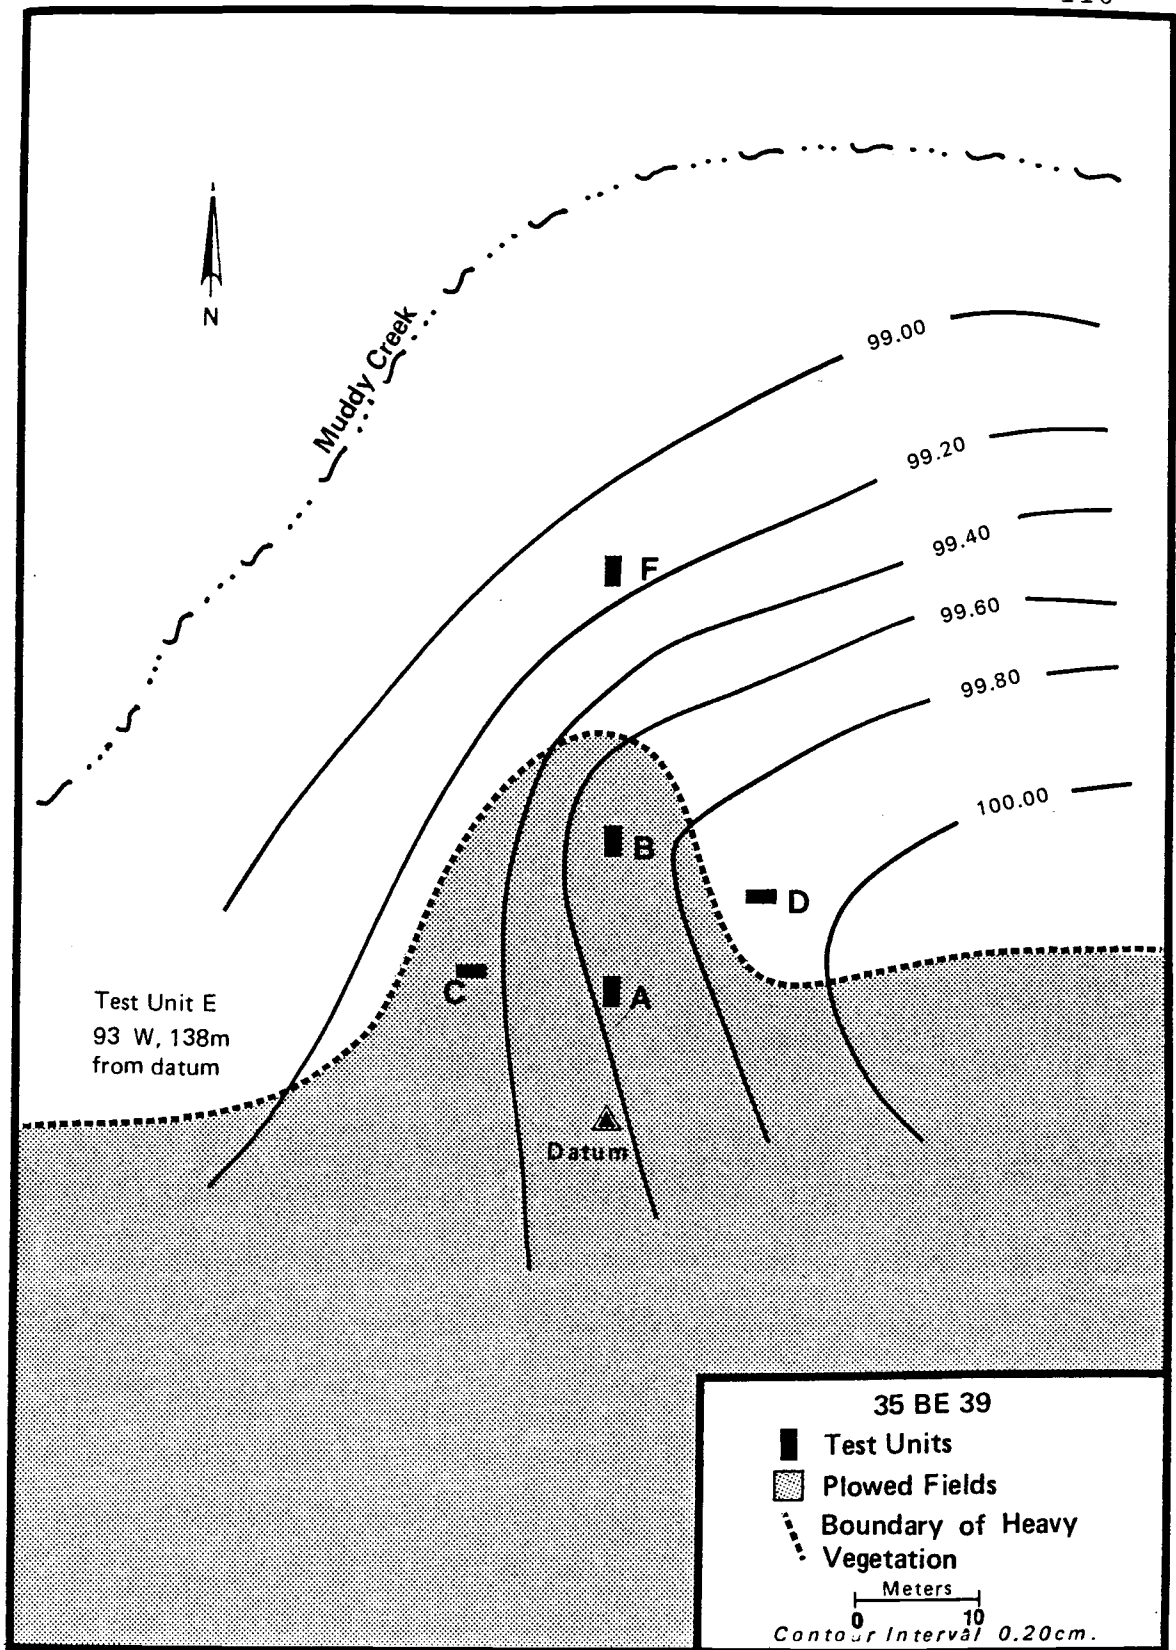 Muddy Creek
N
99.00
99.20
99.40
99.60
99.80
100.00
F
B
D
C
A
Test Unit E
93 W, 138m
from datum
Datum
35 BE 39
Test Units
Plowed Fields
Boundary of Heavy
Vegetation
Meters
0 10
Contour Interval 0.20cm.